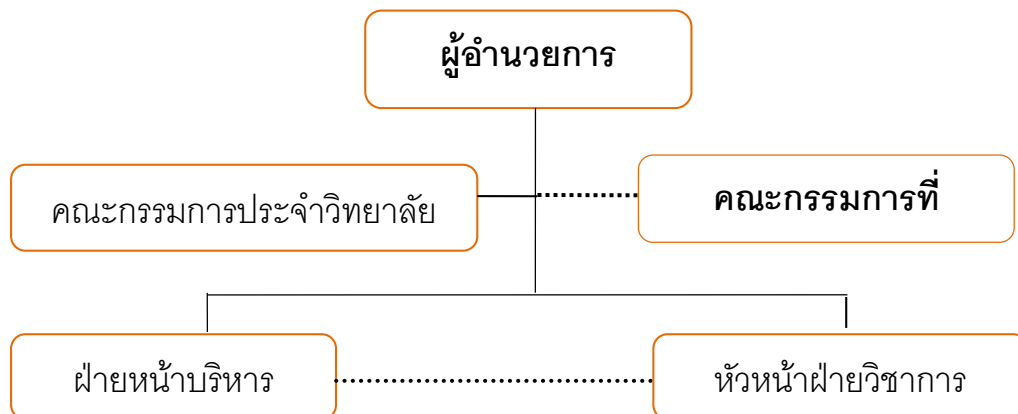 ผู้อำนวยการ
คณะกรรมการประจำวิทยาลัย
คณะกรรมการที่
ฝ่ายหน้าบริหาร
หัวหน้าฝ่ายวิชาการ